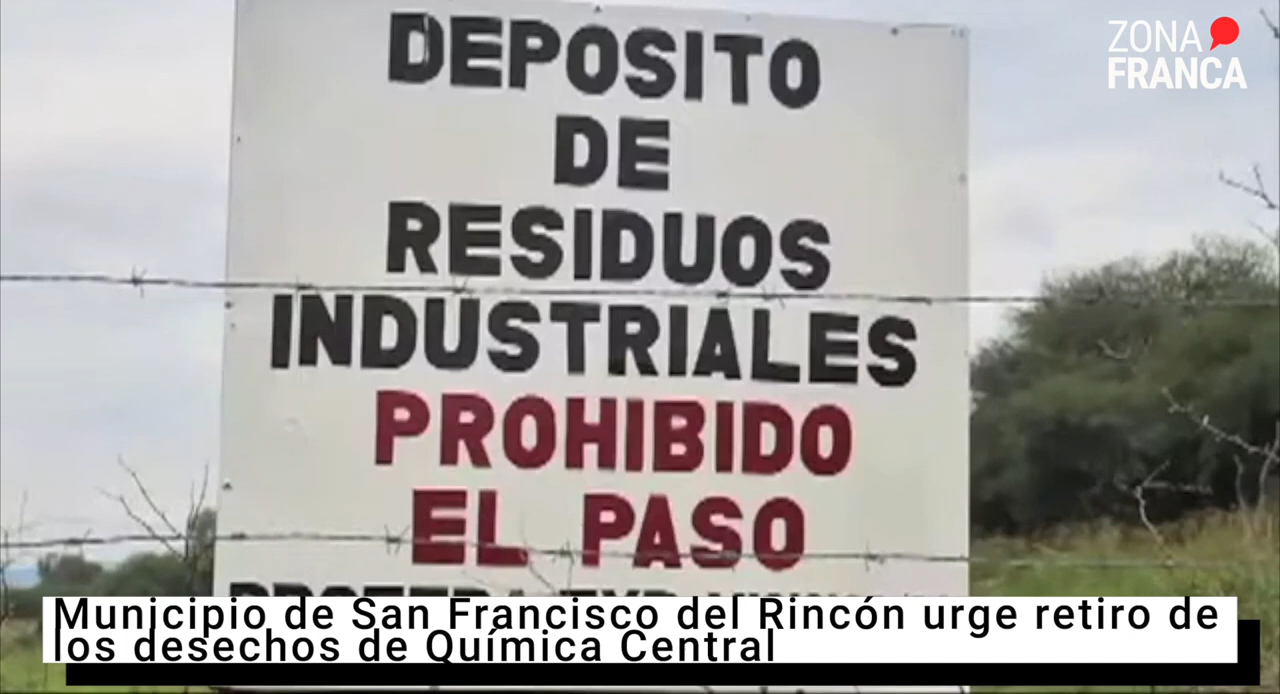 ZONA
FRANCA
DEPOSITO
DE
RESIDUOS
INDUSTRIALES
PROHIBIDO
EL PASO
Municipio de San Francisco del Rincón urge retiro de
los desechos de Química Central